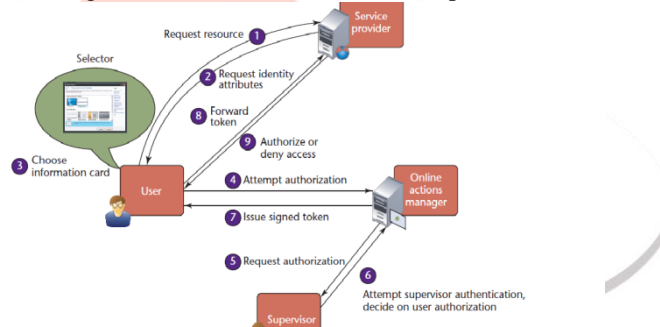 Service
provider
Request resource 1
Selector
2 Request identity
attributes
8 Forward
token
9 Authorize or
deny access
3 Choose
information card
User
4 Attempt authorization
Online
actions
manager
7 Issue signed token
5 Request authorization
6
Attempt supervisor authentication,
decide on user authorization
Supervisor